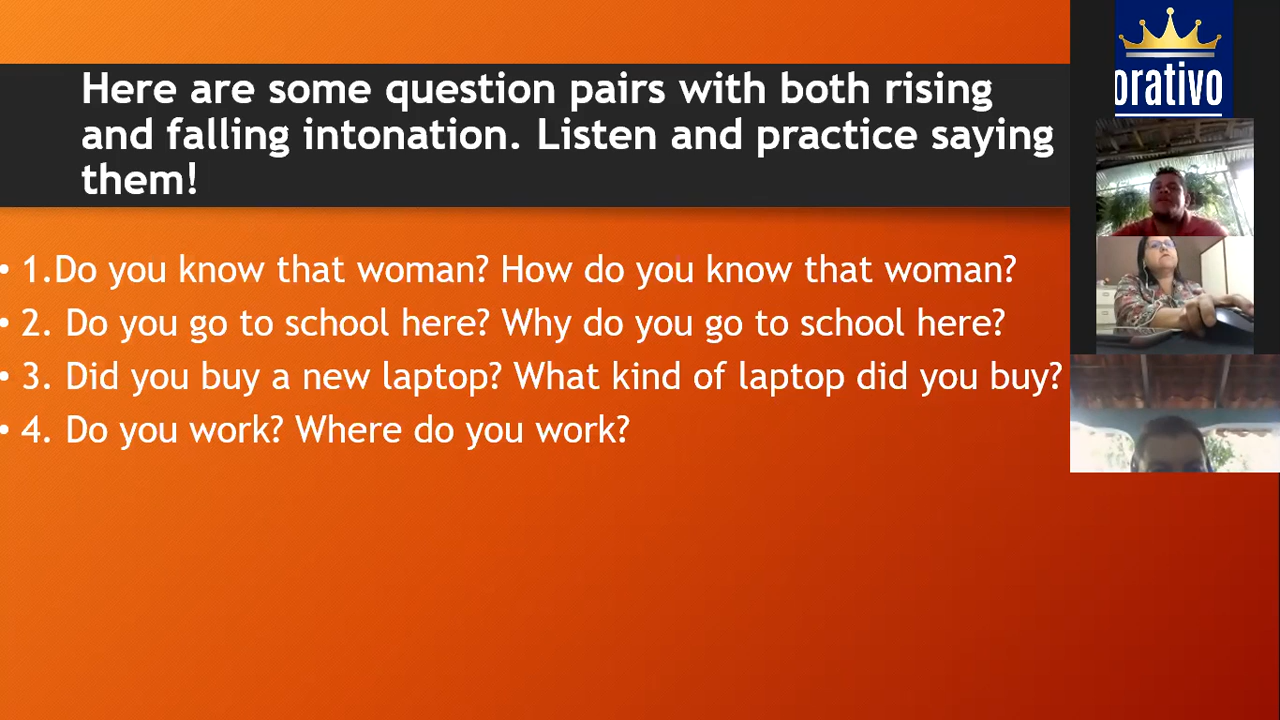 Here are some question pairs with both rising
and falling intonation. Listen and practice saying
them!
• 1.Do you know that woman? How do you know that woman?
• 2. Do you go to school here? Why do you go to school here?
• 3. Did you buy a new laptop? What kind of laptop did you buy?
• 4. Do you work? Where do you work?
orativo